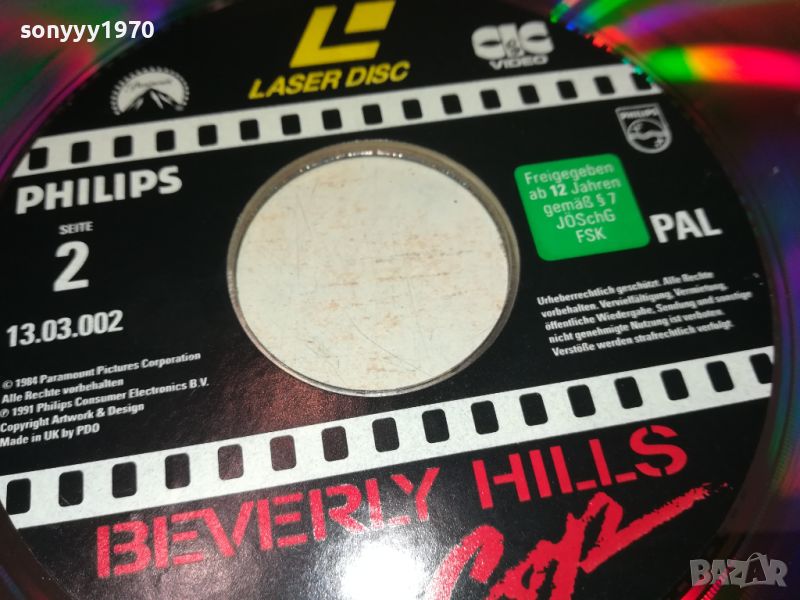 sonyyy1970
LASER DISC
CIC
VIDEO
Paramount
PHILIPS
SEITE
2
13.03.002
© 1984 Paramount Pictures Corporation
Alle Rechte vorbehalten
℗ 1991 Philips Consumer Electronics B.V.
Copyright Artwork & Design
Made in UK by PDO
Freigegeben
ab 12 Jahren
gemäß § 7
JÖSchG
FSK
PHILIPS
PAL
Urheberrechtlich geschützt. Alle Rechte
vorbehalten. Vervielfältigung, Vermietung,
öffentliche Wiedergabe, Sendung und sonstige
nicht genehmigte Nutzung ist verboten.
Verstöße werden strafrechtlich verfolgt.
BEVERLY HILLS
Cop
BAZAR